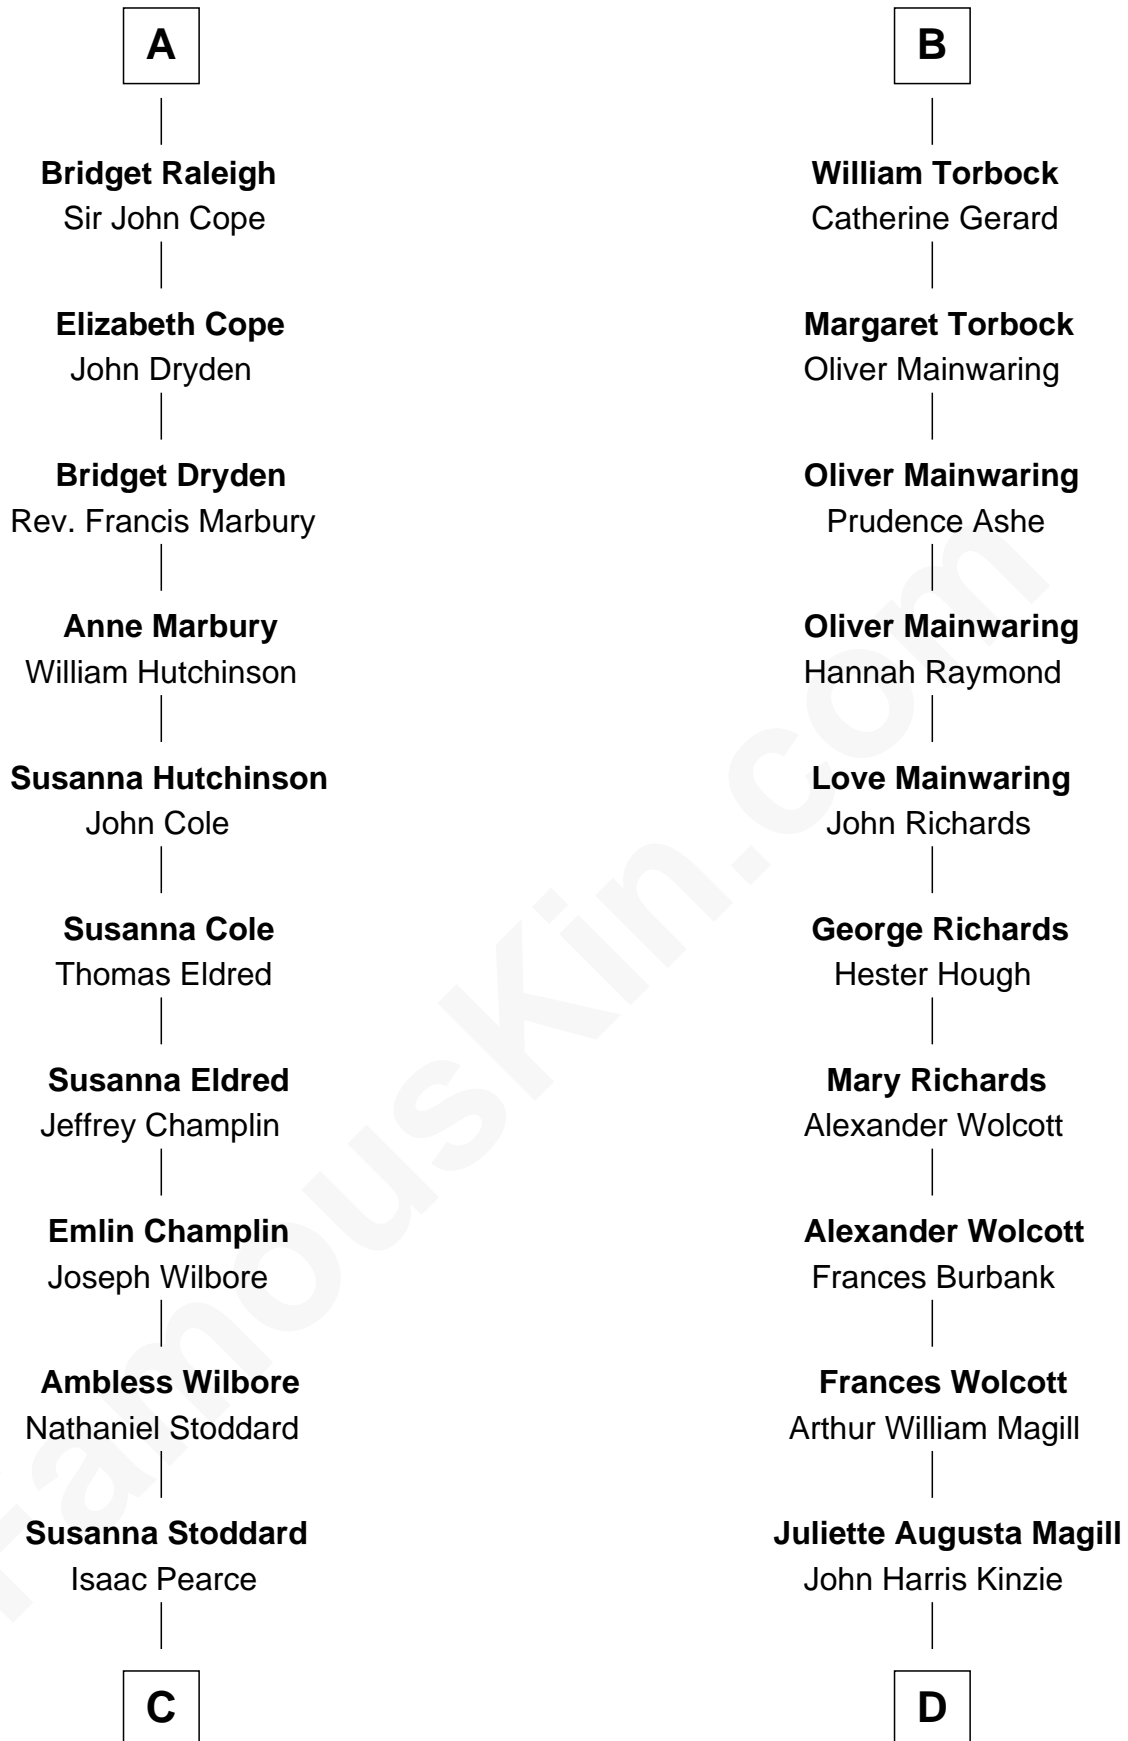 A
Bridget Raleigh
Sir John Cope
Elizabeth Cope
John Dryden
Bridget Dryden
Rev. Francis Marbury
Anne Marbury
William Hutchinson
Susanna Hutchinson
John Cole
Susanna Cole
Thomas Eldred
Susanna Eldred
Jeffrey Champlin
Emlin Champlin
Joseph Wilbore
Ambless Wilbore
Nathaniel Stoddard
Susanna Stoddard
Isaac Pearce
C
B
William Torbock
Catherine Gerard
Margaret Torbock
Oliver Mainwaring
Oliver Mainwaring
Prudence Ashe
Oliver Mainwaring
Hannah Raymond
Love Mainwaring
John Richards
George Richards
Hester Hough
Mary Richards
Alexander Wolcott
Alexander Wolcott
Frances Burbank
Frances Wolcott
Arthur William Magill
Juliette Augusta Magill
John Harris Kinzie
D
FamousKin.com